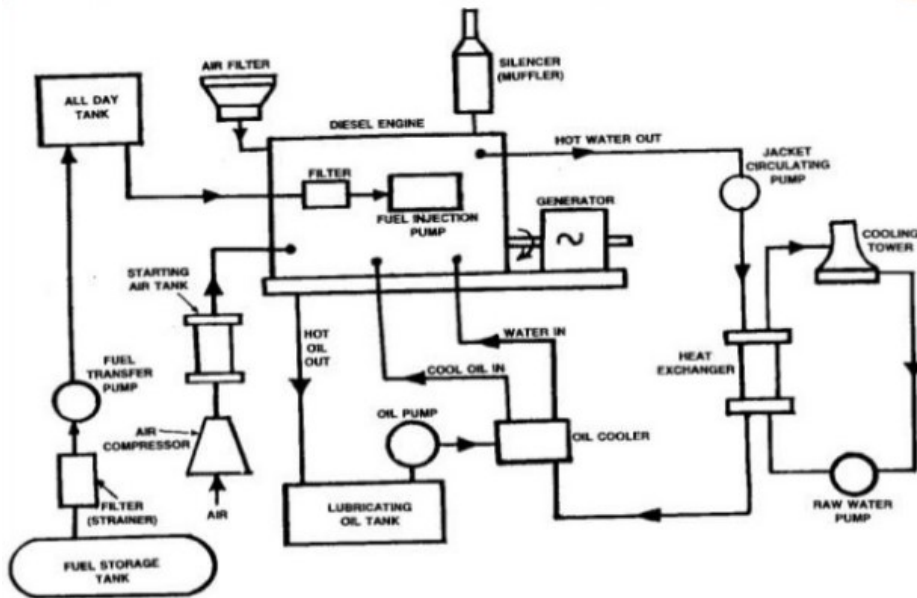 AIR FILTER
SILENCER
(MUFFLER)
ALL DAY
TANK
DIESEL ENGINE
HOT WATER OUT
JACKET
CIRCULATING
PUMP
FILTER
FUEL INJECTION
PUMP
GENERATOR
COOLING
TOWER
STARTING
AIR TANK
HOT
OIL
OUT
WATER IN
COOL OIL IN
HEAT
EXCHANGER
FUEL
TRANSFER
PUMP
AIR
COMPRESSOR
OIL PUMP
OIL COOLER
FILTER
(STRAINER)
AIR
LUBRICATING
OIL TANK
RAW WATER
PUMP
FUEL STORAGE
TANK